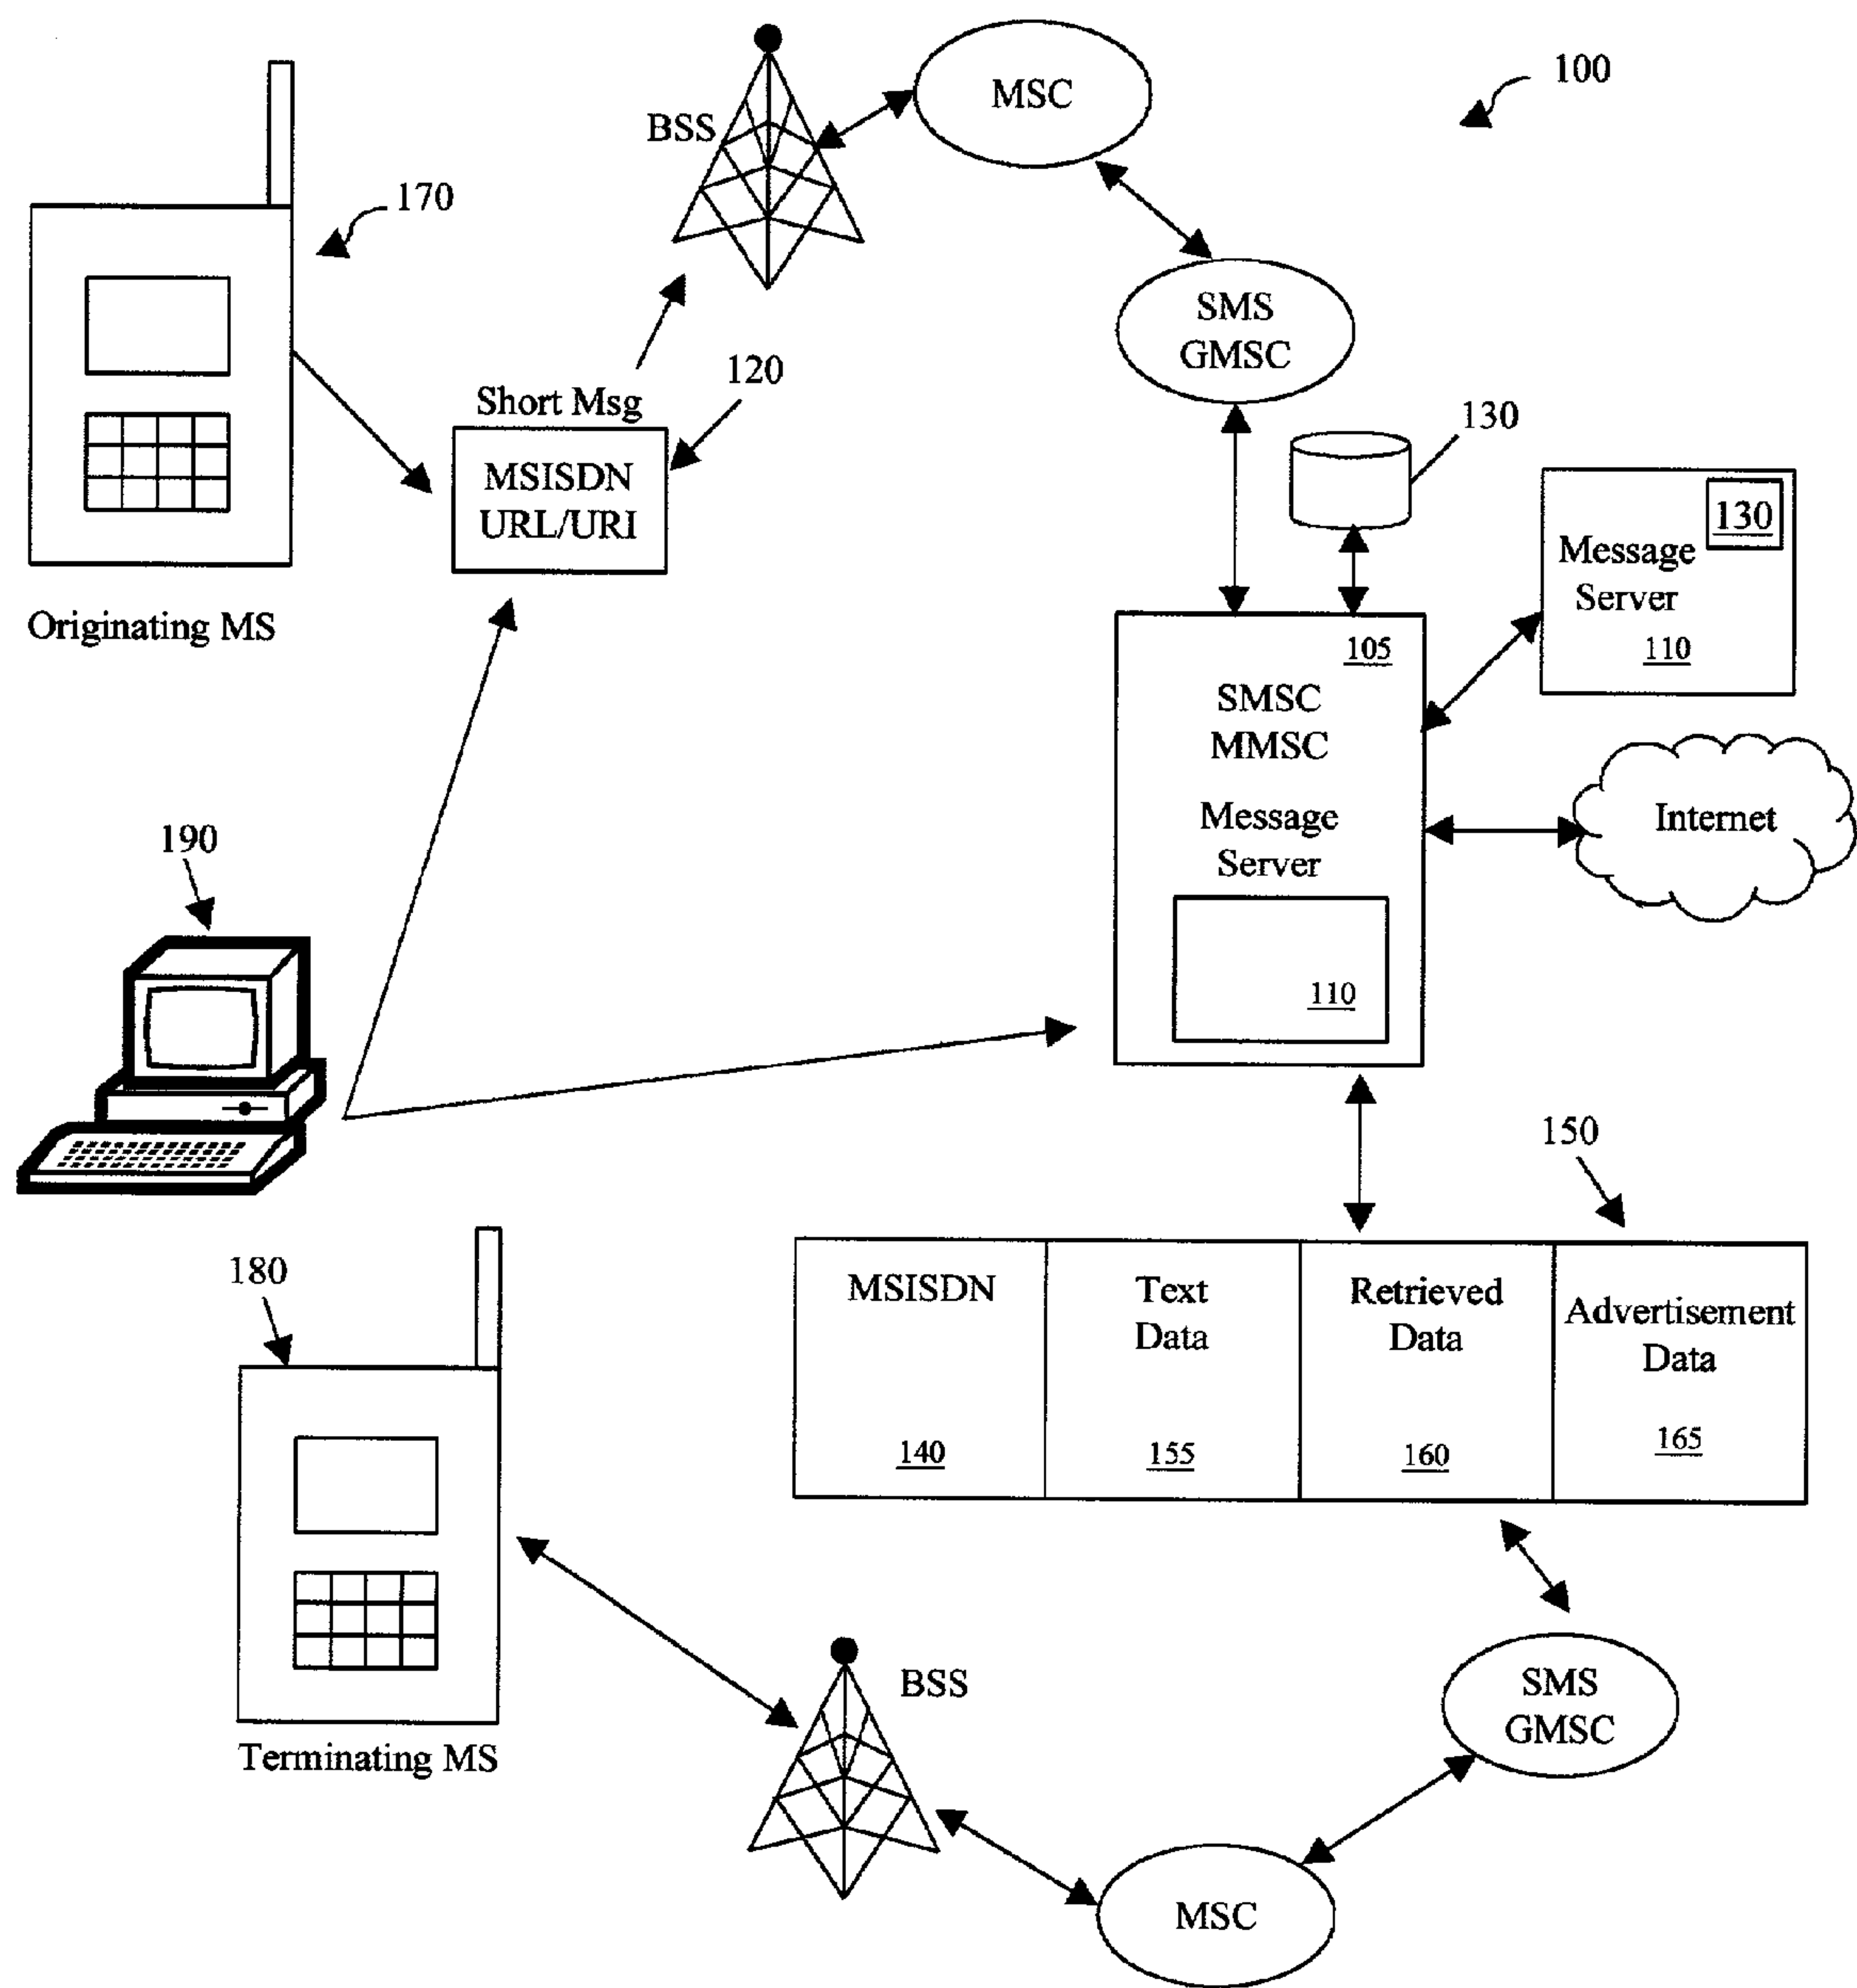 100
MSC
BSS
170
SMS
GMSC
120
Short Msg
MSISDN
URL/URI
130
130
Message
Server
110
Originating MS
105
SMSC
MMSC
Message
Server
110
Internet
190
150
180
MSISDN
140
Text
Data
155
Retrieved
Data
160
Advertisement
Data
165
Terminating MS
BSS
SMS
GMSC
MSC